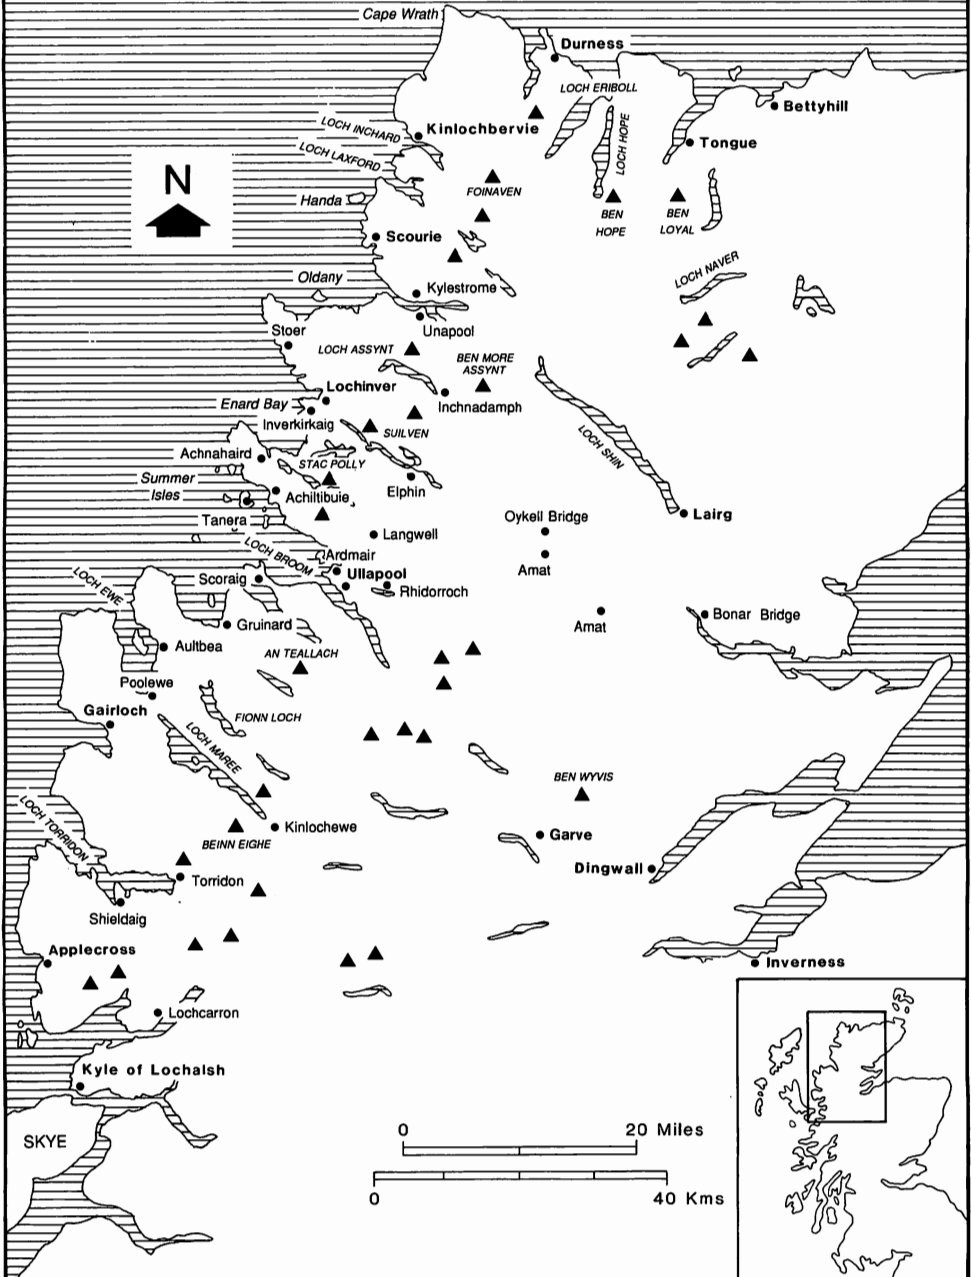 Cape Wrath
Durness
LOCH ERIBOLL
Bettyhill
LOCH INCHARD
Kinlochbervie
LOCH HOPE
Tongue
LOCH LAXFORD
N
FOINAVEN
Handa
BEN
HOPE
BEN
LOYAL
Scourie
LOCH NAVER
Oldany
Kylestrome
Stoer
Unapool
LOCH ASSYNT
BEN MORE
ASSYNT
Lochinver
Enard Bay
Inchnadamph
Inverkirkaig
SUILVEN
LOCH SHIN
Achnahaird
STAC POLLY
Summer
Isles
Achiltibuie
Elphin
Lairg
Tanera
Oykell Bridge
Langwell
LOCH BROOM
Ardmair
Amat
Ullapool
LOCH EWE
Scoraig
Rhidorroch
Gruinard
Amat
Bonar Bridge
Aultbea
AN TEALLACH
Poolewe
Gairloch
FIONN LOCH
LOCH MAREE
BEN WYVIS
LOCH TORRIDON
Kinlochewe
Garve
BEINN EIGHE
Dingwall
Torridon
Shieldaig
Applecross
Inverness
Lochcarron
Kyle of Lochalsh
SKYE
0 20 Miles
0 40 Kms